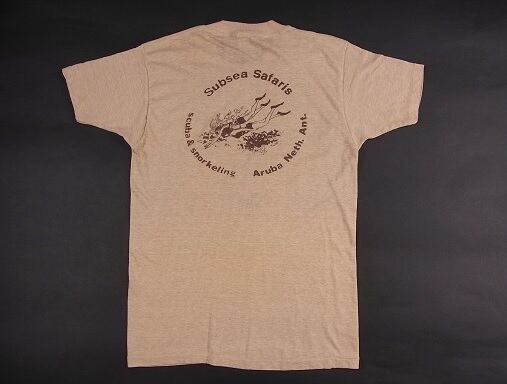 Subsea Safaris
scuba & snorkeling
Aruba Neth. Ant.